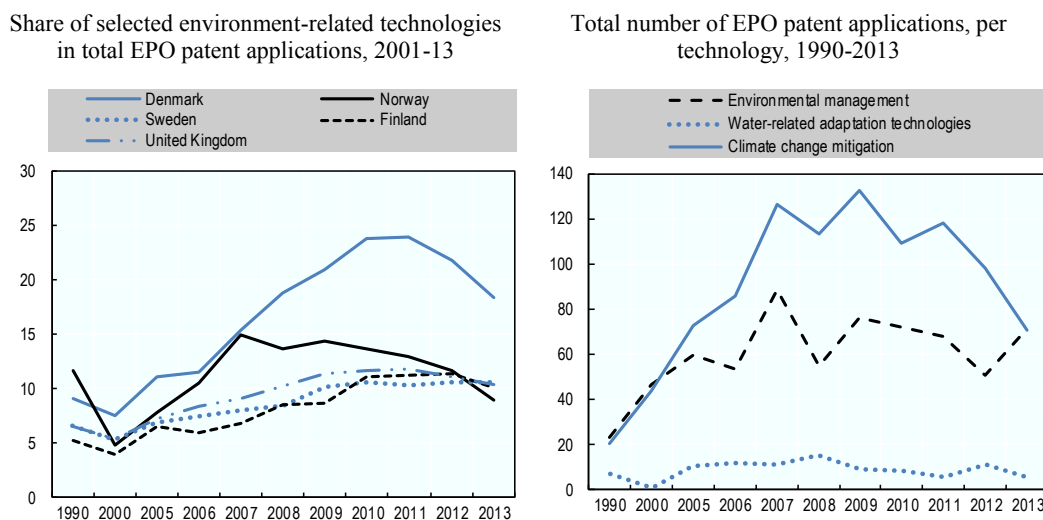 Share of selected environment-related technologies
in total EPO patent applications, 2001-13
Denmark Norway
Sweden Finland
United Kingdom
30
25
20
15
10
5
0
1990 2000 2005 2006 2007 2008 2009 2010 2011 2012 2013
Total number of EPO patent applications, per
technology, 1990-2013
Environmental management
Water-related adaptation technologies
Climate change mitigation
140
120
100
80
60
40
20
0
1990 2000 2005 2006 2007 2008 2009 2010 2011 2012 2013